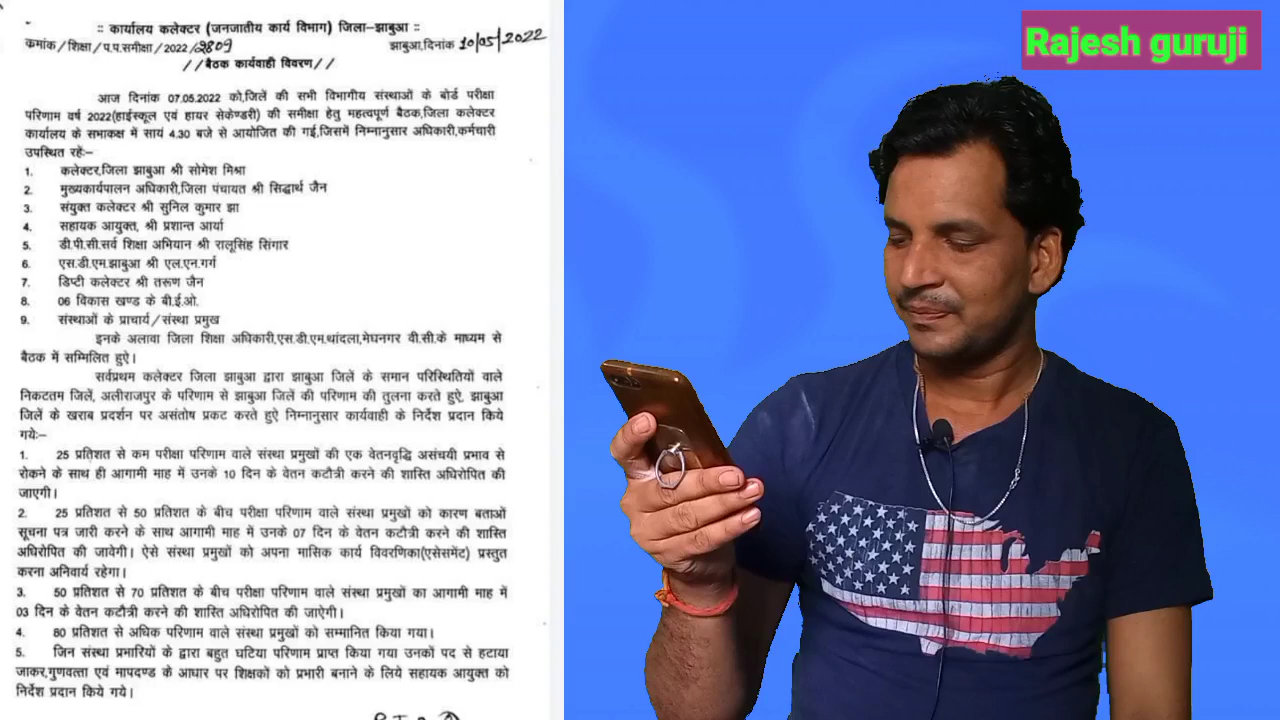 :: कार्यालय कलेक्टर (जनजातीय कार्य विभाग) जिला–झाबुआ ::
कमांक/शिक्षा/प.प.समीक्षा/2022/2809 झाबुआ,दिनांक 10/05/2022
//बैठक कार्यवाही विवरण//
आज दिनांक 07.05.2022 को,जिलें की सभी विभागीय संस्थाओं के बोर्ड परीक्षा
परिणाम वर्ष 2022(हाईस्कूल एवं हायर सेकेण्डरी) की समीक्षा हेतु महत्वपूर्ण बैठक,जिला कलेक्टर
कार्यालय के सभाकक्ष में सायं 4.30 बजे से आयोजित की गई,जिसमें निम्नानुसार अधिकारी,कर्मचारी
उपस्थित रहेंः–
1. कलेक्टर,जिला झाबुआ श्री सोमेश मिश्रा
2. मुख्यकार्यपालन अधिकारी,जिला पंचायत श्री सिद्धार्थ जैन
3. संयुक्त कलेक्टर श्री सुनिल कुमार झा
4. सहायक आयुक्त, श्री प्रशान्त आर्या
5. डी.पी.सी.सर्व शिक्षा अभियान श्री रालूसिंह सिंगार
6. एस.डी.एम.झाबुआ श्री एल.एन.गर्ग
7. डिप्टी कलेक्टर श्री तरूण जैन
8. 06 विकास खण्ड के बी.ई.ओ.
9. संस्थाओं के प्राचार्य/संस्था प्रमुख
इनके अलावा जिला शिक्षा अधिकारी,एस.डी.एम.थांदला,मेघनगर वी.सी.के माध्यम से
बैठक में सम्मिलित हुऐ।
सर्वप्रथम कलेक्टर जिला झाबुआ द्वारा झाबुआ जिलें के समान परिस्थितियों वाले
निकटतम जिलें, अलीराजपुर के परिणाम से झाबुआ जिलें की परिणाम की तुलना करते हुऐ, झाबुआ
जिलें के खराब प्रदर्शन पर असंतोष प्रकट करते हुऐ निम्नानुसार कार्यवाही के निर्देश प्रदान किये
गयेः–
1. 25 प्रतिशत से कम परीक्षा परिणाम वाले संस्था प्रमुखों की एक वेतनवृद्धि असंचयी प्रभाव से
रोकने के साथ ही आगामी माह में उनके 10 दिन के वेतन कटौत्री करने की शास्ति अधिरोपित की
जाएगी।
2. 25 प्रतिशत से 50 प्रतिशत के बीच परीक्षा परिणाम वाले संस्था प्रमुखों को कारण बताओं
सूचना पत्र जारी करने के साथ आगामी माह में उनके 07 दिन के वेतन कटौत्री करने की शास्ति
अधिरोपित की जावेगी। ऐसे संस्था प्रमुखों को अपना मासिक कार्य विवरणिका(एसेसमेंट) प्रस्तुत
करना अनिवार्य रहेगा।
3. 50 प्रतिशत से 70 प्रतिशत के बीच परीक्षा परिणाम वाले संस्था प्रमुखों का आगामी माह में
03 दिन के वेतन कटौत्री करने की शास्ति अधिरोपित की जाऐगी।
4. 80 प्रतिशत से अधिक परिणाम वाले संस्था प्रमुखों को सम्मानित किया गया।
5. जिन संस्था प्रभारियों के द्वारा बहुत घटिया परिणाम प्राप्त किया गया उनकों पद से हटाया
जाकर,गुणवत्ता एवं मापदण्ड के आधार पर शिक्षकों को प्रभारी बनाने के लिये सहायक आयुक्त को
निर्देश प्रदान किये गये।
Rajesh guruji